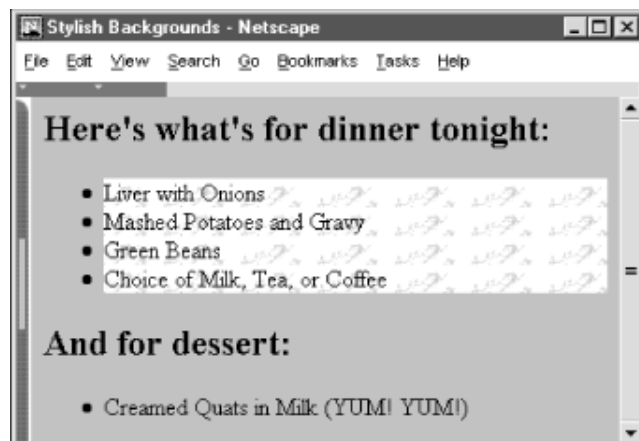 Stylish Backgrounds - Netscape
File Edit View Search Go Bookmarks Tasks Help
Here's what's for dinner tonight:
• Liver with Onions
• Mashed Potatoes and Gravy
• Green Beans
• Choice of Milk, Tea, or Coffee
And for dessert:
• Creamed Quats in Milk (YUM! YUM!)